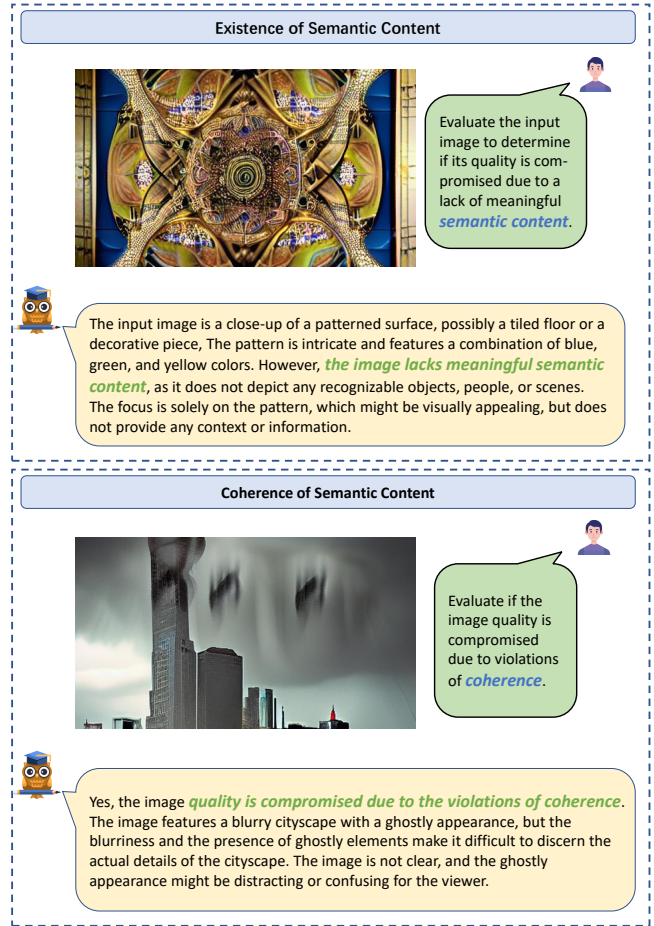 Existence of Semantic Content
Evaluate the input
image to determine
if its quality is com-
promised due to a
lack of meaningful
semantic content.
The input image is a close-up of a patterned surface, possibly a tiled floor or a
decorative piece, The pattern is intricate and features a combination of blue,
green, and yellow colors. However, the image lacks meaningful semantic
content, as it does not depict any recognizable objects, people, or scenes.
The focus is solely on the pattern, which might be visually appealing, but does
not provide any context or information.
Coherence of Semantic Content
Evaluate if the
image quality is
compromised
due to violations
of coherence.
Yes, the image quality is compromised due to the violations of coherence.
The image features a blurry cityscape with a ghostly appearance, but the
blurriness and the presence of ghostly elements make it difficult to discern the
actual details of the cityscape. The image is not clear, and the ghostly
appearance might be distracting or confusing for the viewer.